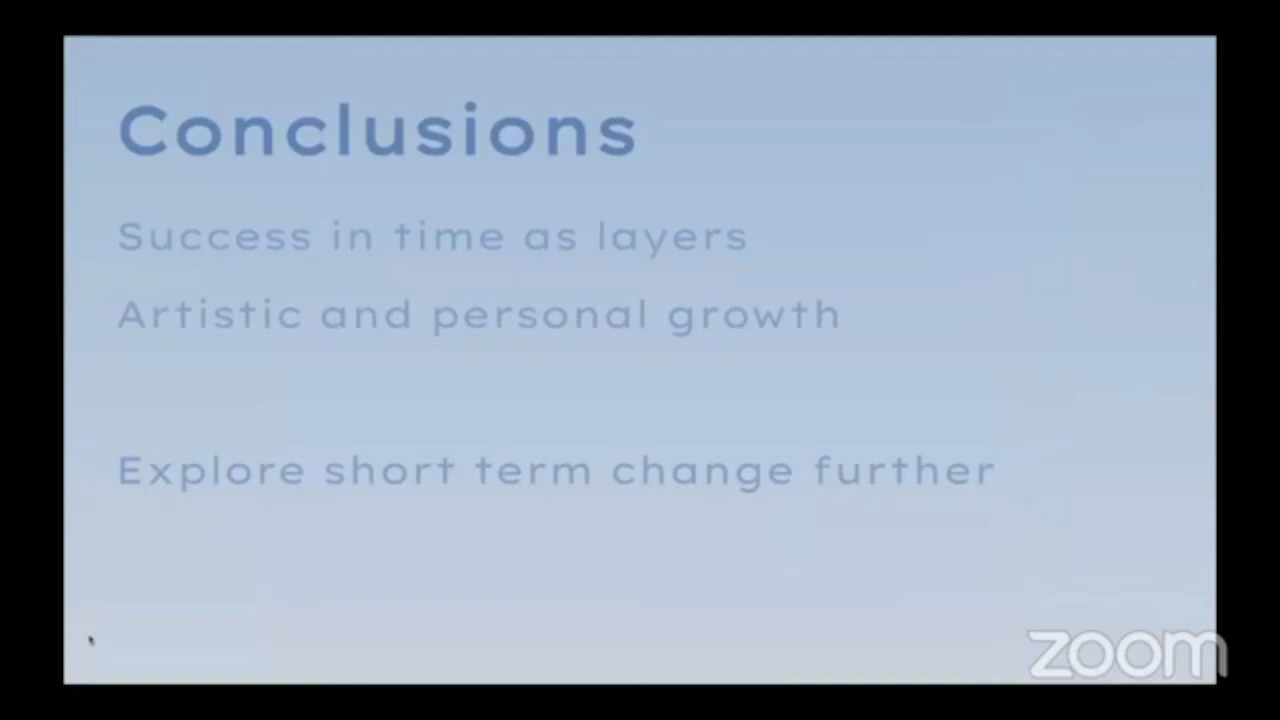 Conclusions
Success in time as layers
Artistic and personal growth
Explore short term change further
zoom